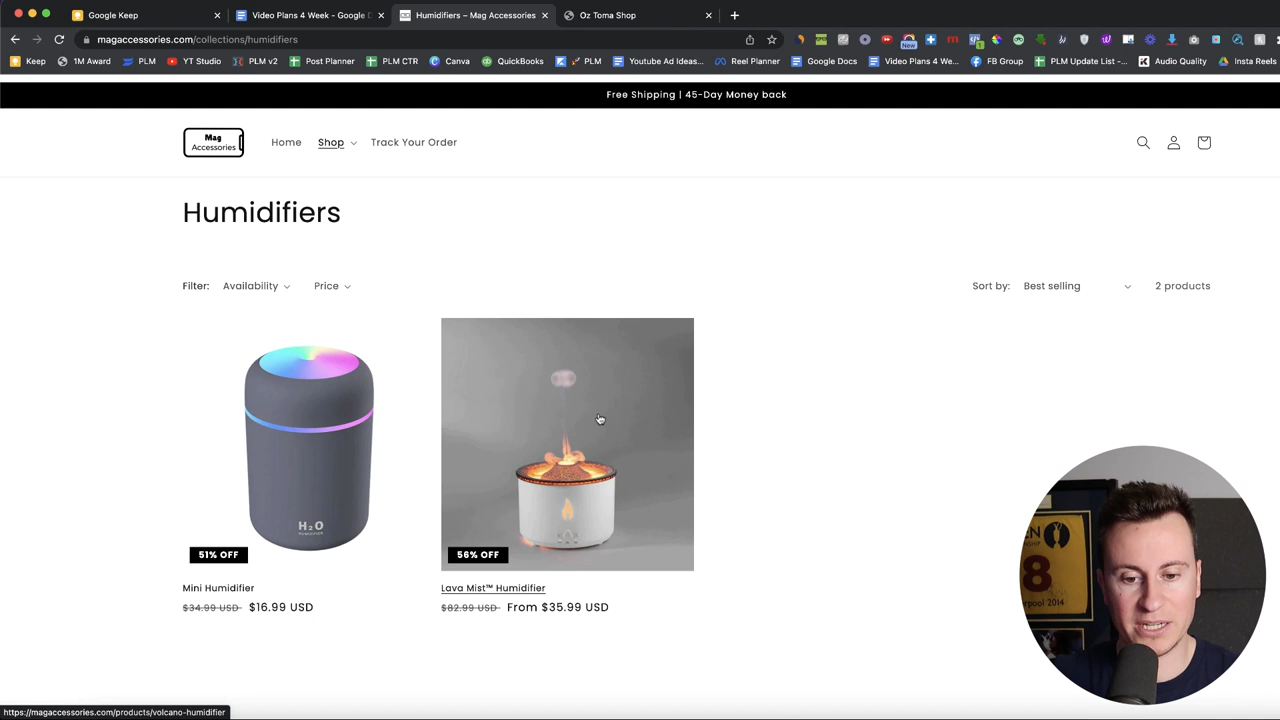 Google Keep
Video Plans 4 Week - Google D
Humidifiers – Mag Accessories
Oz Toma Shop
magaccessories.com/collections/humidifiers
New
Keep
1M Award
PLM
YT Studio
PLM v2
Post Planner
PLM CTR
Canva
QuickBooks
PLM
Youtube Ad Ideas...
Reel Planner
Google Docs
Video Plans 4 We...
FB Group
PLM Update List -...
Audio Quality
Insta Reels
Free Shipping | 45-Day Money back
Mag
Accessories
Home
Shop
Track Your Order
Humidifiers
Filter:
Availability
Price
Sort by:
Best selling
2 products
H₂O
HUMIDIFIER
51% OFF
56% OFF
Mini Humidifier
Lava Mist™ Humidifier
$34.99 USD $16.99 USD
$82.99 USD From $35.99 USD
8
erpool 2014
https://magaccessories.com/products/volcano-humidifier